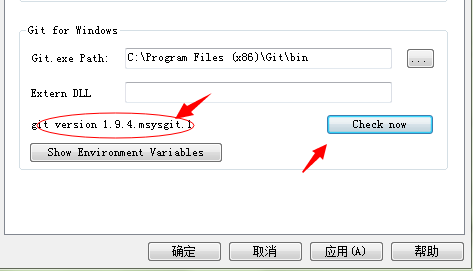 Git for Windows
Git.exe Path: C:\Program Files (x86)\Git\bin ...
Extern DLL
git version 1.9.4.msysgit.1 Check now
Show Environment Variables
确定 取消 应用(A) 帮助